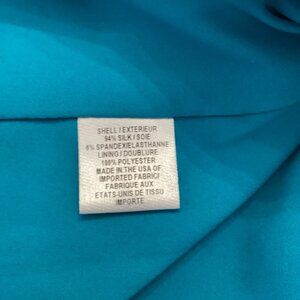 SHELL/EXTERIEUR
94% SILK/SOIE
6% SPANDEX/ELASTHANNE
LINING/DOUBLURE
100% POLYESTER
MADE IN THE USA OF
IMPORTED FABRIC/
FABRIQUE AUX
ETATS-UNIS DE TISSU
IMPORTE